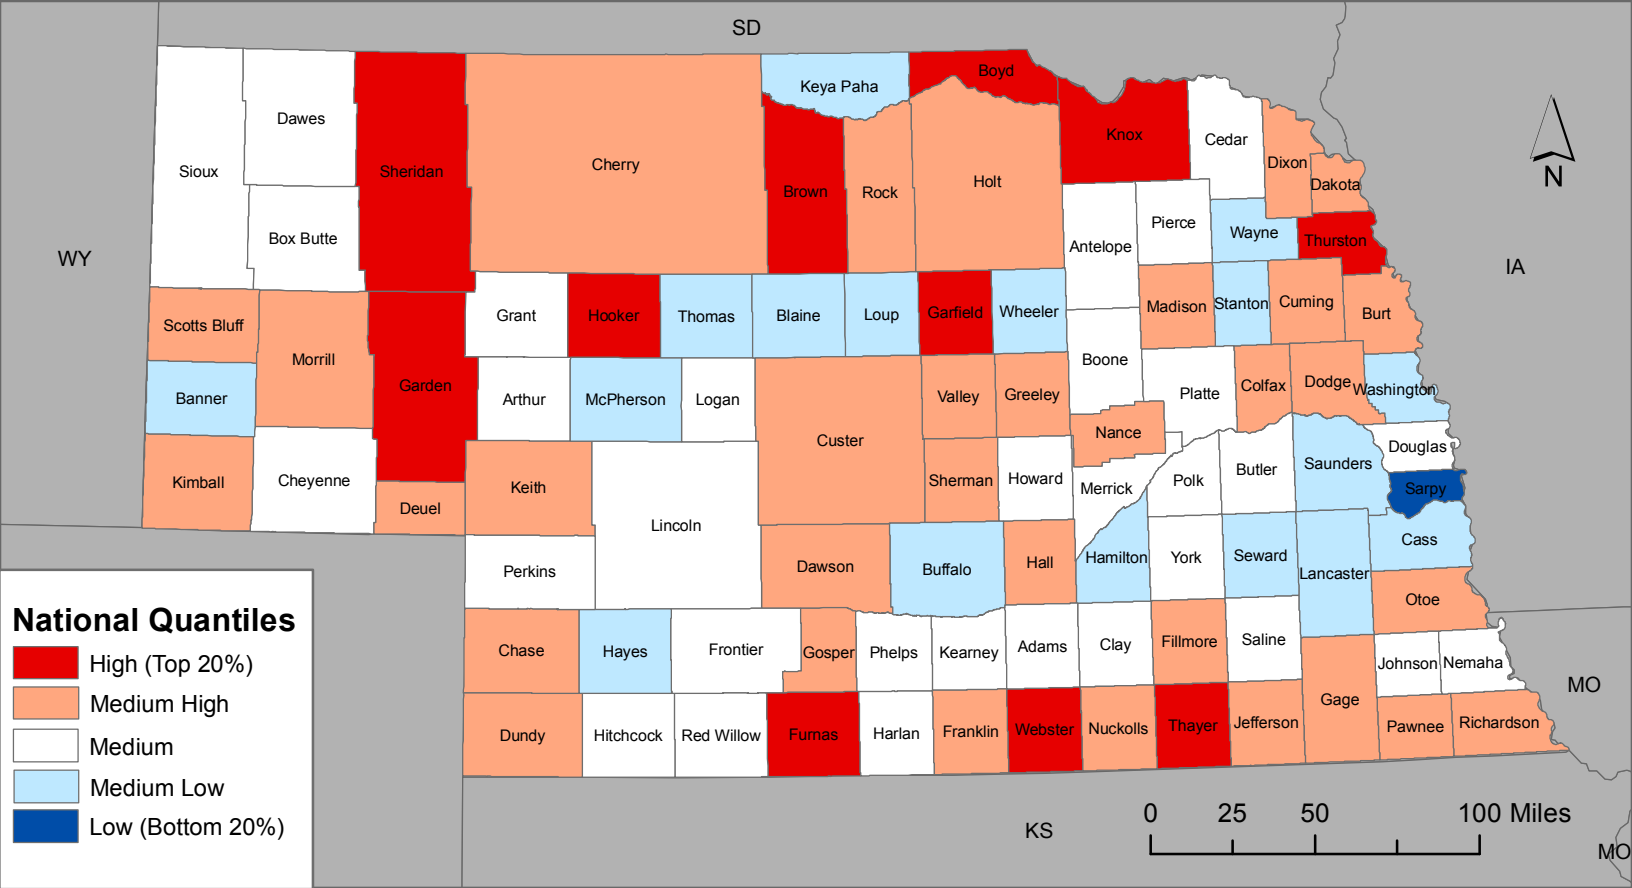 SD
Keya Paha
Boyd
Dawes
Knox
Cedar
Sioux
Sheridan
Cherry
Brown
Rock
Holt
Dixon
Dakota
Pierce
Wayne
Thurston
Box Butte
Antelope
WY
IA
N
Scotts Bluff
Morrill
Grant
Hooker
Thomas
Blaine
Loup
Garfield
Wheeler
Madison
Stanton
Cuming
Burt
Banner
Garden
Arthur
McPherson
Logan
Valley
Greeley
Boone
Platte
Colfax
Dodge
Washington
Custer
Nance
Douglas
Kimball
Cheyenne
Deuel
Keith
Lincoln
Sherman
Howard
Merrick
Polk
Butler
Saunders
Sarpy
Perkins
Dawson
Buffalo
Hall
Hamilton
York
Seward
Lancaster
Cass
Otoe
Chase
Hayes
Frontier
Gosper
Phelps
Kearney
Adams
Clay
Fillmore
Saline
Johnson
Nemaha
MO
Dundy
Hitchcock
Red Willow
Furnas
Harlan
Franklin
Webster
Nuckolls
Thayer
Jefferson
Gage
Pawnee
Richardson
National Quantiles
High (Top 20%)
Medium High
Medium
Medium Low
Low (Bottom 20%)
KS
0 25 50 100 Miles
MO